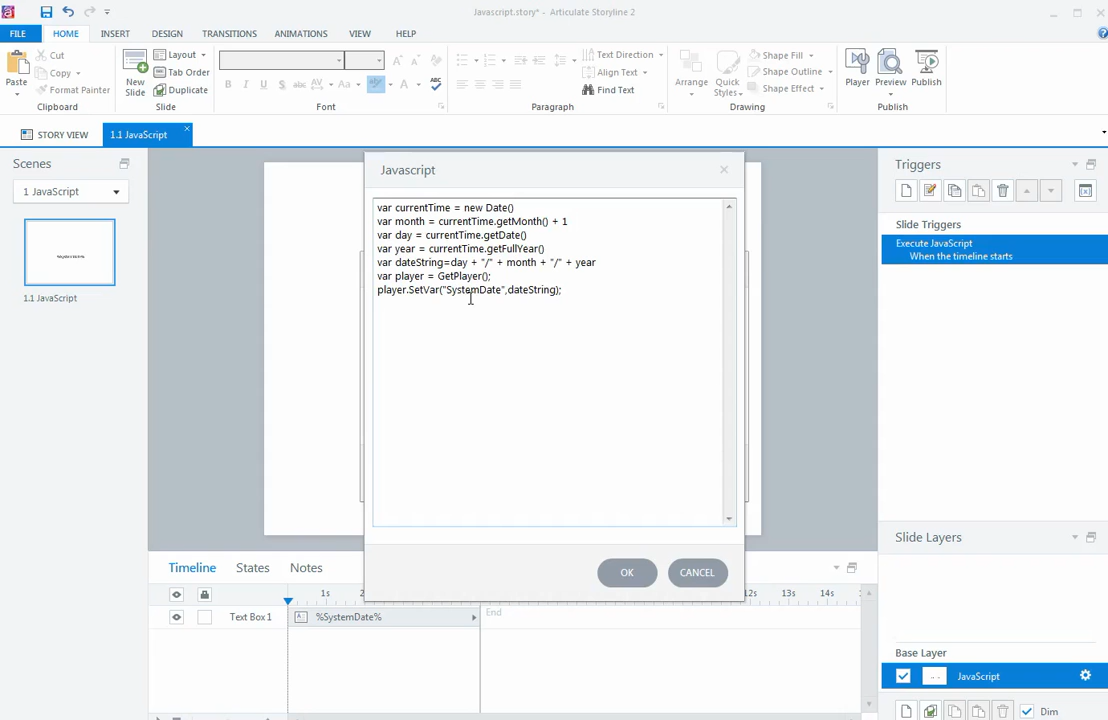 Javascript.story* - Articulate Storyline 2
FILE HOME INSERT DESIGN TRANSITIONS ANIMATIONS VIEW HELP
Paste
Cut
Copy
Format Painter
Clipboard
New Slide
Layout
Tab Order
Duplicate
Slide
B I U S AV Aa A
ABC
Font
Text Direction
Align Text
Find Text
Paragraph
Arrange
Quick Styles
Shape Fill
Shape Outline
Shape Effect
Drawing
Player Preview Publish
Publish
STORY VIEW 1.1 JavaScript
Scenes
1 JavaScript
1.1 JavaScript
Javascript
var currentTime = new Date()
var month = currentTime.getMonth() + 1
var day = currentTime.getDate()
var year = currentTime.getFullYear()
var dateString=day + "/" + month + "/" + year
var player = GetPlayer();
player.SetVar("SystemDate",dateString);
OK CANCEL
Triggers
Slide Triggers
Execute JavaScript
When the timeline starts
Slide Layers
Base Layer
JavaScript
Dim
Timeline States Notes
1s 2 12s 13s 14s
Text Box 1 %SystemDate% End